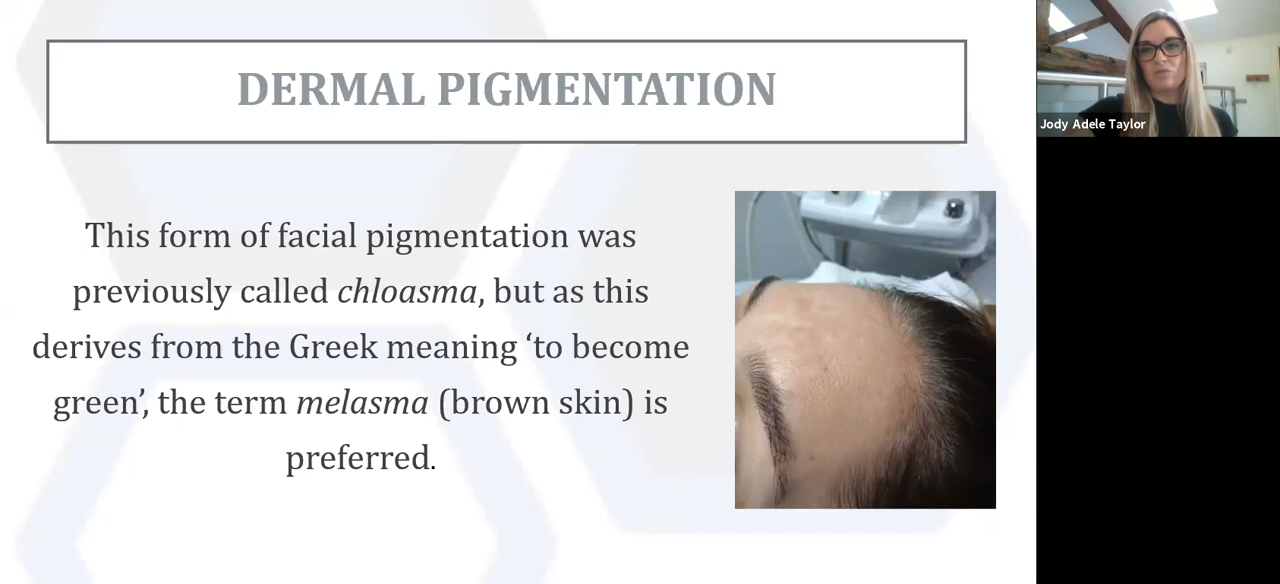 DERMAL PIGMENTATION
This form of facial pigmentation was
previously called chloasma, but as this
derives from the Greek meaning ‘to become
green’, the term melasma (brown skin) is
preferred.
Jody Adele Taylor